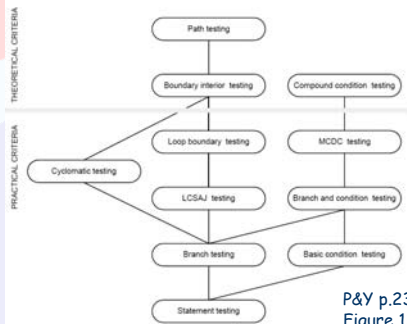 THEORETICAL CRITERIA
Path testing
Boundary interior testing
Compound condition testing
PRACTICAL CRITERIA
Loop boundary testing
MCDC testing
Cyclomatic testing
LCSAJ testing
Branch and condition testing
Branch testing
Basic condition testing
Statement testing
P&Y p.23
Figure 1